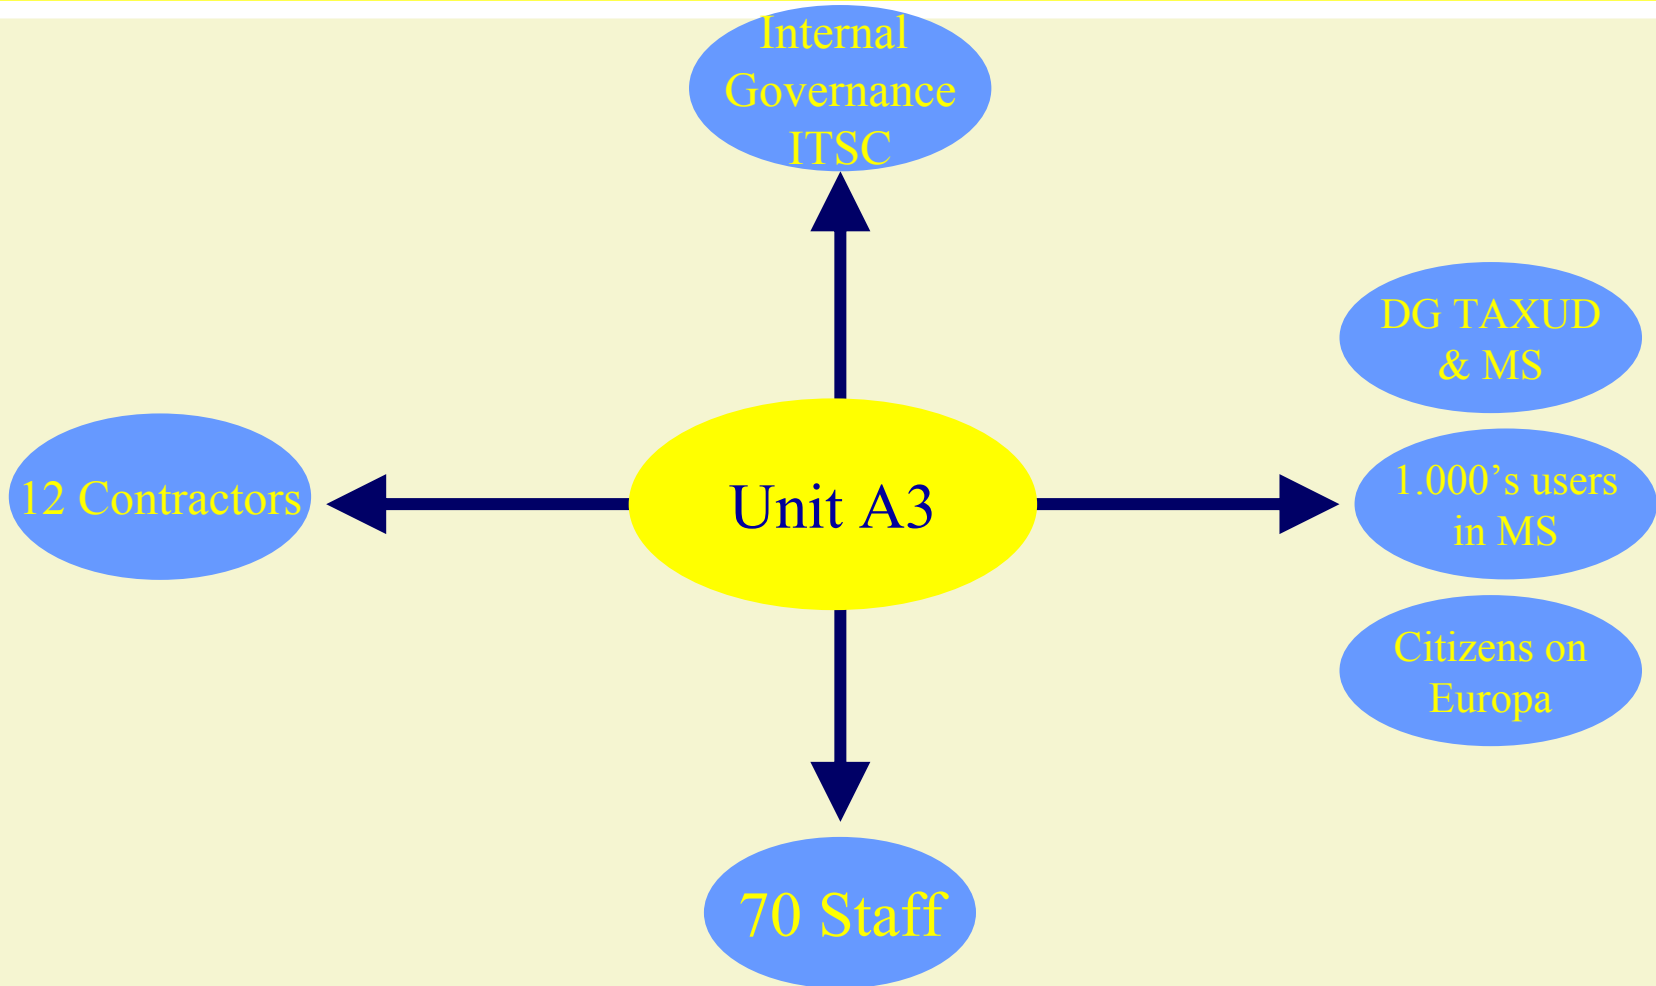 Internal
Governance
ITSC
DG TAXUD
& MS
12 Contractors
Unit A3
1.000’s users
in MS
Citizens on
Europa
70 Staff